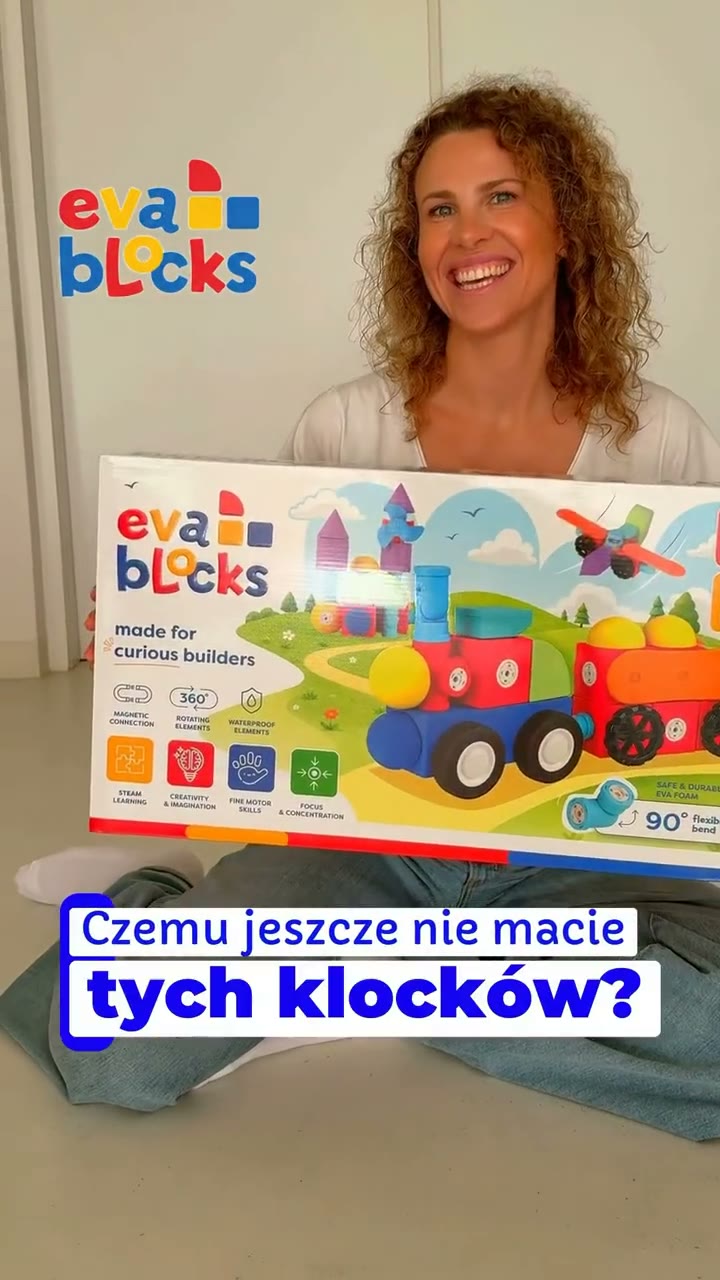 eva
blocks
eva
blocks
made for
curious builders
360°
MAGNETIC
CONNECTION
ROTATING
ELEMENTS
WATERPROOF
ELEMENTS
STEAM
LEARNING
CREATIVITY
& IMAGINATION
FINE MOTOR
SKILLS
FOCUS
& CONCENTRATION
SAFE & DURABLE
EVA FOAM
90°
bend
Czemu jeszcze nie macie
tych klocków?